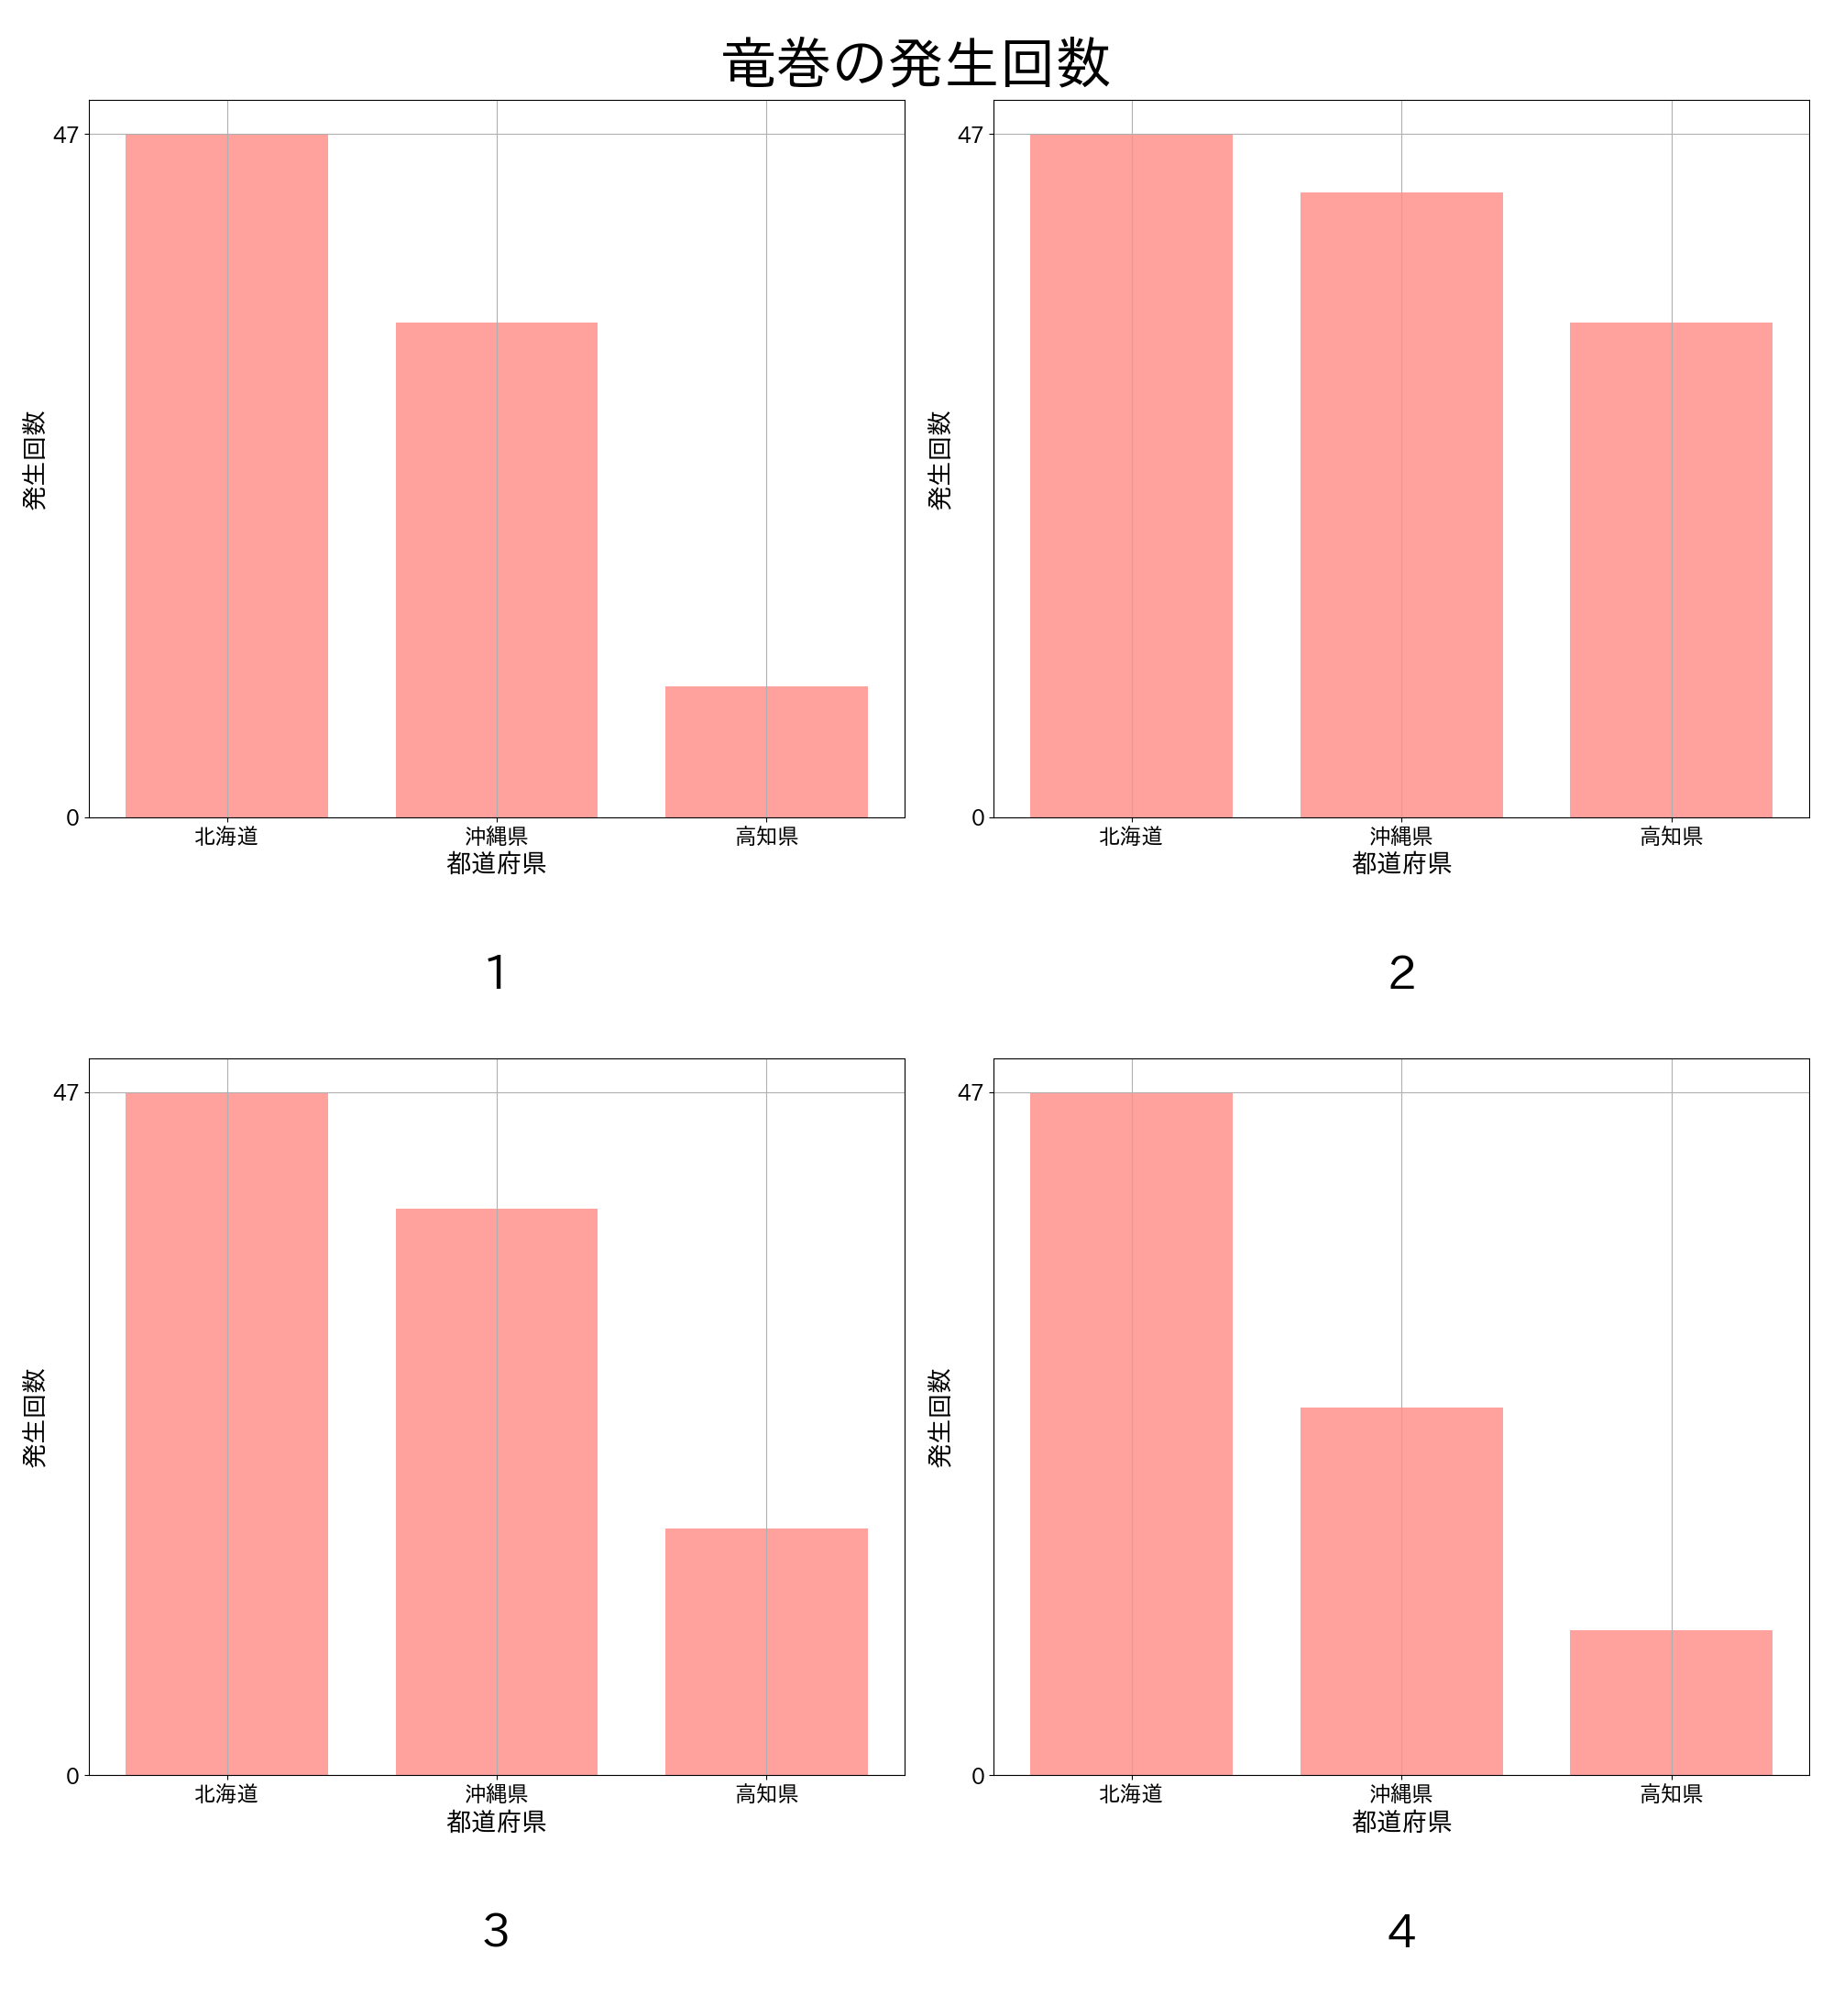 竜巻の発生回数
47
0
発生回数
北海道 沖縄県 高知県
都道府県
1
47
0
発生回数
北海道 沖縄県 高知県
都道府県
2
47
0
発生回数
北海道 沖縄県 高知県
都道府県
3
47
0
発生回数
北海道 沖縄県 高知県
都道府県
4